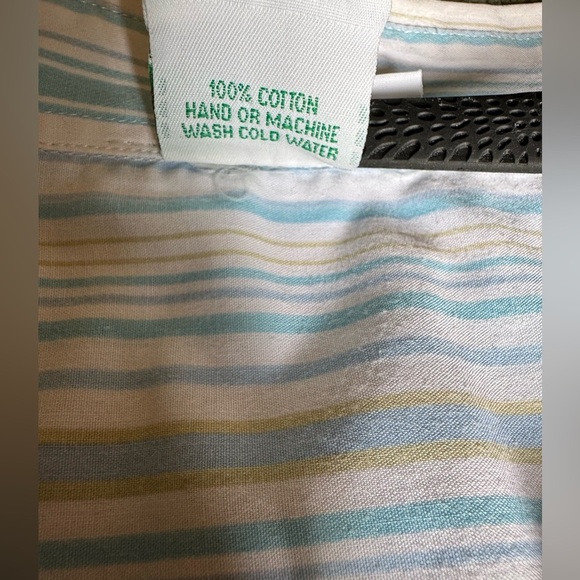 100% COTTON
HAND OR MACHINE
WASH COLD WATER